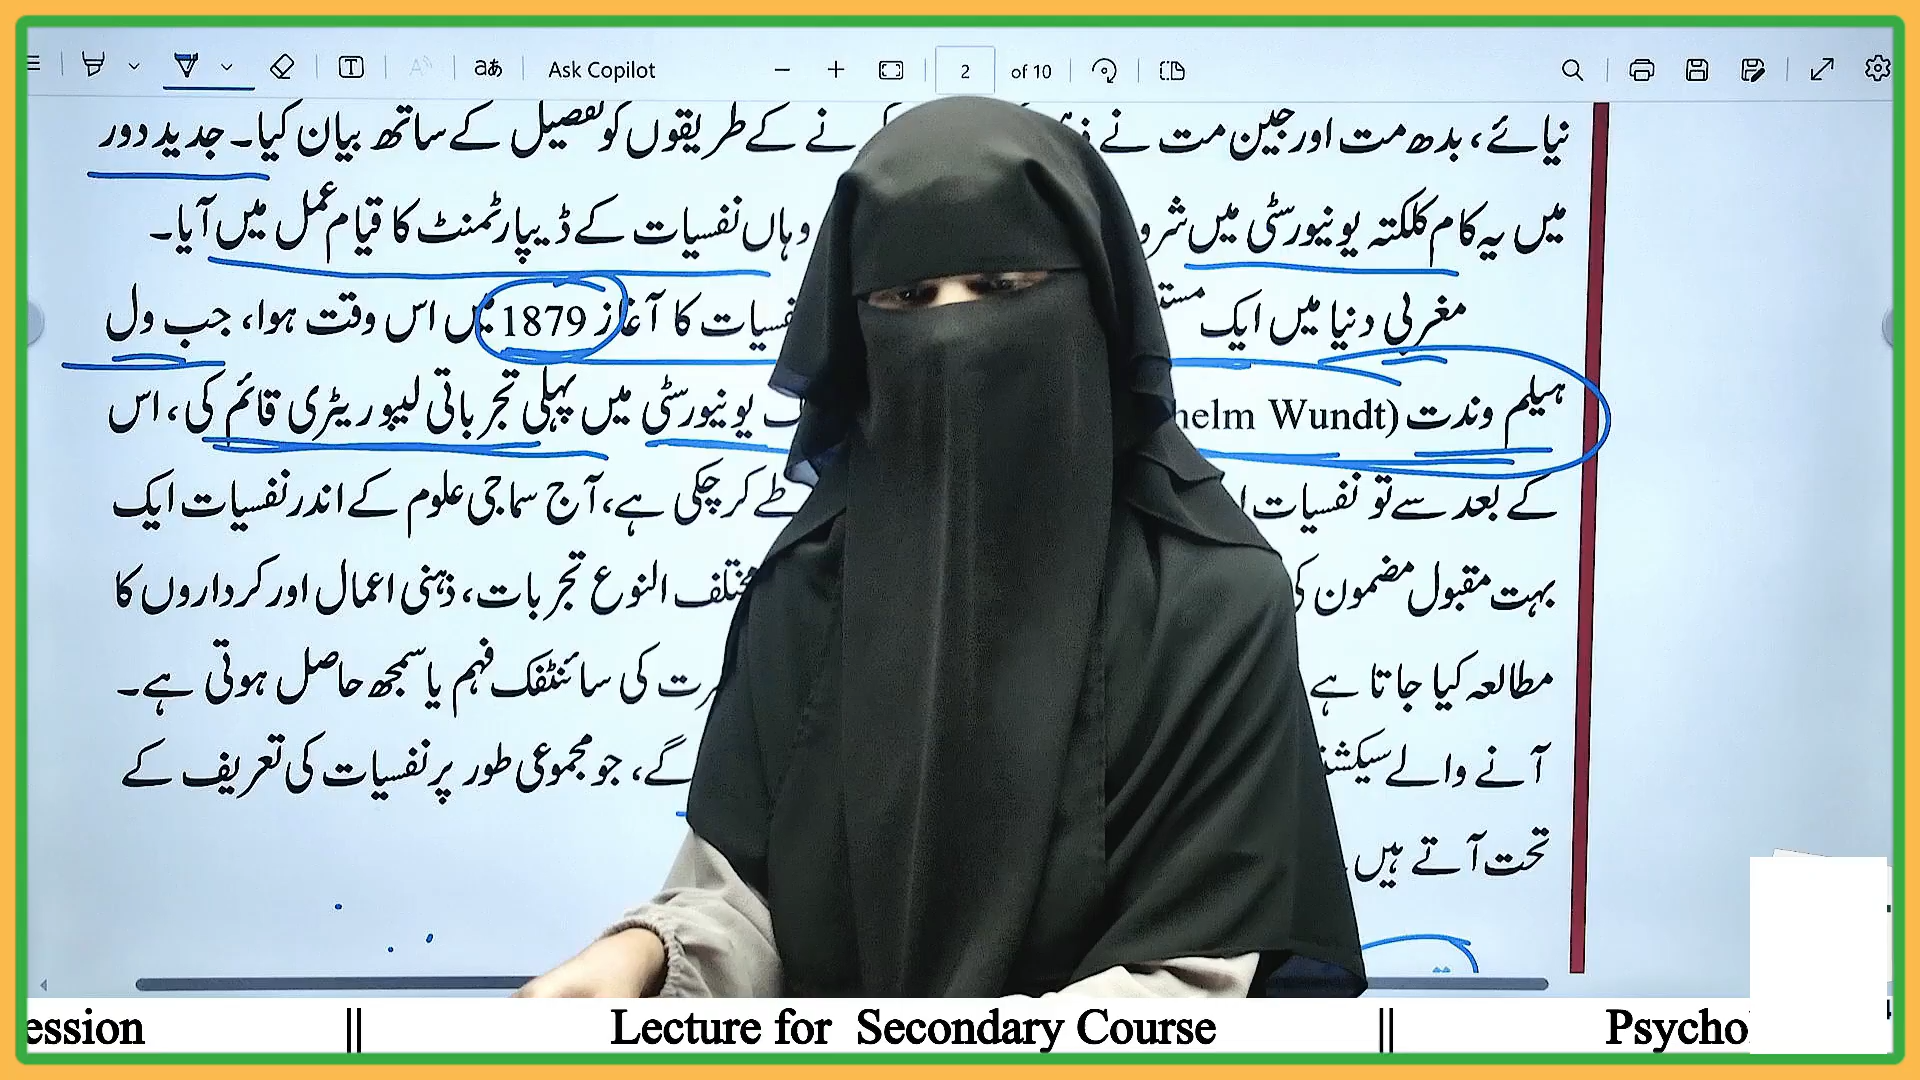 Ask Copilot
2 of 10
نیائے، بدھ مت اور جین مت نے نے کے طریقوں کو تفصیل کے ساتھ بیان کیا۔ جدید دور
میں یہ کام کلکتہ یونیورسٹی میں وہاں نفسیات کے ڈیپارٹمنٹ کا قیام عمل میں آیا۔
مغربی دنیا میں ایک کا آغاز 1879 میں اس وقت ہوا، جب ول
ہیلم وندت (helm Wundt یونیورسٹی میں پہلی تجرباتی لیبوریٹری قائم کی، اس
کے بعد سے تو نفسیات طے کرچکی ہے، آج سماجی علوم کے اندر نفسیات ایک
بہت مقبول مضمون کی مختلف النوع تجربات، ذہنی اعمال اور کرداروں کا
مطالعہ کیا جاتا ہے کی سائنٹفک فہم یا سمجھ حاصل ہوتی ہے۔
آنے والے گے، جو مجموعی طور پر نفسیات کی تعریف کے
تحت آتے ہیں
ession || Lecture for Secondary Course || Psycho